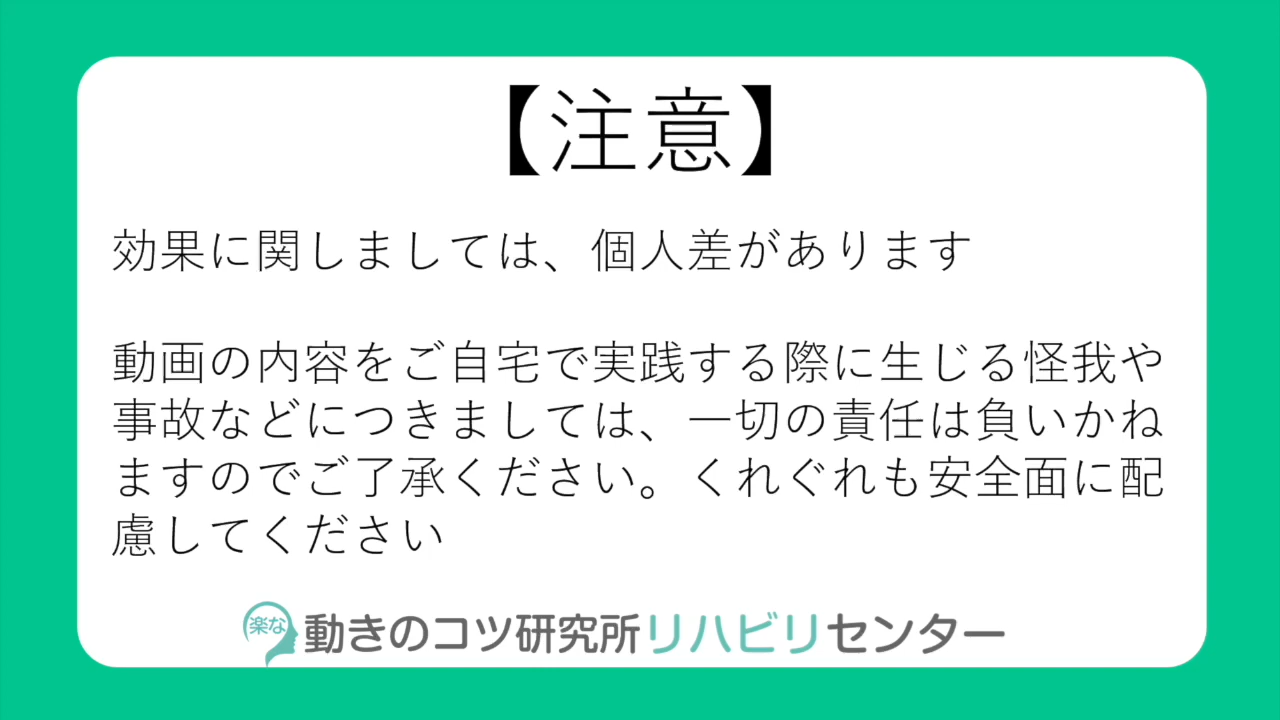 【注意】
効果に関しましては、個人差があります
動画の内容をご自宅で実践する際に生じる怪我や
事故などにつきましては、一切の責任は負いかね
ますのでご了承ください。くれぐれも安全面に配
慮してください
楽な動きのコツ研究所リハビリセンター